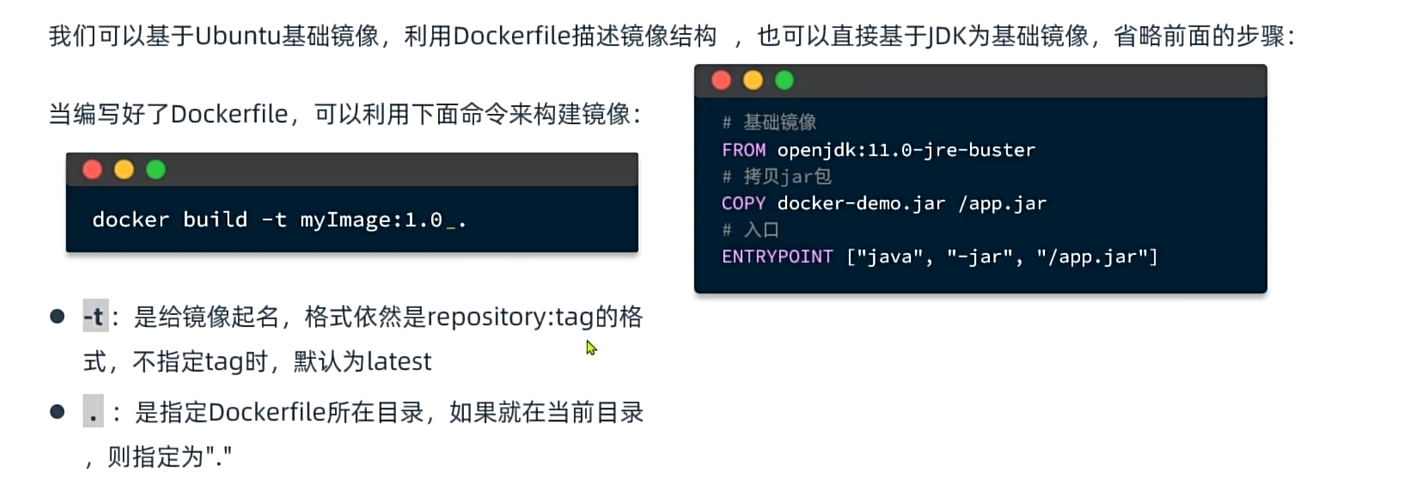 我们可以基于Ubuntu基础镜像，利用Dockerfile描述镜像结构 ，也可以直接基于JDK为基础镜像，省略前面的步骤：
当编写好了Dockerfile，可以利用下面命令来构建镜像：
docker build -t myImage:1.0_.
-t：是给镜像起名，格式依然是repository:tag的格
式，不指定tag时，默认为latest
. ：是指定Dockerfile所在目录，如果就在当前目录
，则指定为"."
# 基础镜像
FROM openjdk:11.0-jre-buster
# 拷贝jar包
COPY docker-demo.jar /app.jar
# 入口
ENTRYPOINT ["java", "-jar", "/app.jar"]